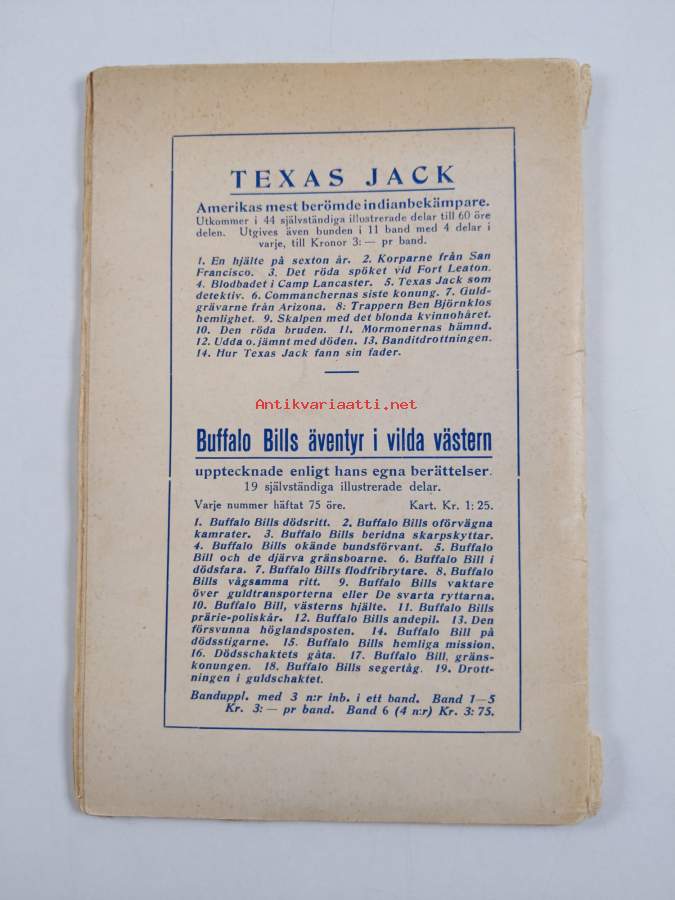 TEXAS JACK
Amerikas mest berömde indianbekämpare.
Utkommer i 44 självständiga illustrerade delar till 60 öre
delen. Utgives även bunden i 11 band med 4 delar i
varje, till Kronor 3: — pr band.
1. En hjälte på sexton år. 2. Korparne från San
Francisco. 3. Det röda spöket vid Fort Leaton.
4. Blodbadet i Camp Lancaster. 5. Texas Jack som
detektiv. 6. Commanchernas siste konung. 7. Guld-
grävarne från Arizona. 8: Trappern Ben Björnklos
hemlighet. 9. Skalpen med det blonda kvinnohåret.
10. Den röda bruden. 11. Mormonernas hämnd.
12. Udda o. jämnt med döden. 13. Banditdrottningen.
14. Hur Texas Jack fann sin fader.
Antikvariaatti.net
Buffalo Bills äventyr i vilda västern
upptecknade enligt hans egna berättelser.
19 självständiga illustrerade delar.
Varje nummer häftat 75 öre. Kart. Kr. 1: 25.
1. Buffalo Bills dödsritt. 2. Buffalo Bills oförvägna
kamrater. 3. Buffalo Bills beridna skarpskyttar.
4. Buffalo Bills okände bundsförvant. 5. Buffalo
Bill och de djärva gränsboarne. 6. Buffalo Bill i
dödsfara. 7. Buffalo Bills flodfribrytare. 8. Buffalo
Bills vågsamma ritt. 9. Buffalo Bills vaktare
över guldtransporterna eller De svarta ryttarna.
10. Buffalo Bill, västerns hjälte. 11. Buffalo Bills
prärie-poliskår. 12. Buffalo Bills andepil. 13. Den
försvunna höglandsposten. 14. Buffalo Bill på
dödsstigarne. 15. Buffalo Bills hemliga mission.
16. Dödsschaktets gåta. 17. Buffalo Bill, gräns-
konungen. 18. Buffalo Bills segertåg. 19. Drott-
ningen i guldschaktet.
Banduppl. med 3 n:r inb. i ett band. Band 1—5
Kr. 3: — pr band. Band 6 (4 n:r) Kr. 3: 75.